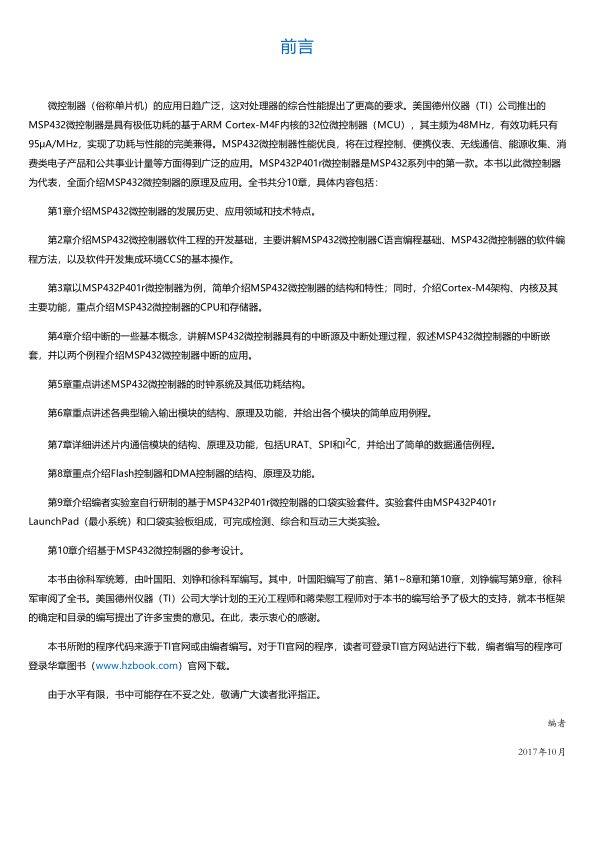 前言
微控制器（俗称单片机）的应用日趋广泛，这对处理器的综合性能提出了更高的要求。美国德州仪器（TI）公司推出的
MSP432微控制器是具有极低功耗的基于ARM Cortex-M4F内核的32位微控制器（MCU），其主频为48MHz，有效功耗只有
95μA/MHz，实现了功耗与性能的完美兼得。MSP432微控制器性能优良，将在过程控制、便携仪表、无线通信、能源收集、消
费类电子产品和公共事业计量等方面得到广泛的应用。MSP432P401r微控制器是MSP432系列中的第一款。本书以此微控制器
为代表，全面介绍MSP432微控制器的原理及应用。全书共分10章，具体内容包括：
第1章介绍MSP432微控制器的发展历史、应用领域和技术特点。
第2章介绍MSP432微控制器软件工程的开发基础，主要讲解MSP432微控制器C语言编程基础、MSP432微控制器的软件编
程方法，以及软件开发集成环境CCS的基本操作。
第3章以MSP432P401r微控制器为例，简单介绍MSP432微控制器的结构和特性；同时，介绍Cortex-M4架构、内核及其
主要功能，重点介绍MSP432微控制器的CPU和存储器。
第4章介绍中断的一些基本概念，讲解MSP432微控制器具有的中断源及中断处理过程，叙述MSP432微控制器的中断嵌
套，并以两个例程介绍MSP432微控制器中断的应用。
第5章重点讲述MSP432微控制器的时钟系统及其低功耗结构。
第6章重点讲述各典型输入输出模块的结构、原理及功能，并给出各个模块的简单应用例程。
第7章详细讲述片内通信模块的结构、原理及功能，包括URAT、SPI和I²C，并给出了简单的数据通信例程。
第8章重点介绍Flash控制器和DMA控制器的结构、原理及功能。
第9章介绍编者实验室自行研制的基于MSP432P401r微控制器的口袋实验套件。实验套件由MSP432P401r
LaunchPad（最小系统）和口袋实验板组成，可完成检测、综合和互动三大类实验。
第10章介绍基于MSP432微控制器的参考设计。
本书由徐科军统筹，由叶国阳、刘铮和徐科军编写。其中，叶国阳编写了前言、第1~8章和第10章，刘铮编写第9章，徐科
军审阅了全书。美国德州仪器（TI）公司大学计划的王沁工程师和蒋荣慰工程师对于本书的编写给予了极大的支持，就本书框架
的确定和目录的编写提出了许多宝贵的意见。在此，表示衷心的感谢。
本书所附的程序代码来源于TI官网或由编者编写。对于TI官网的程序，读者可登录TI官方网站进行下载，编者编写的程序可
登录华章图书（www.hzbook.com）官网下载。
由于水平有限，书中可能存在不妥之处，敬请广大读者批评指正。
编者
2017年10月